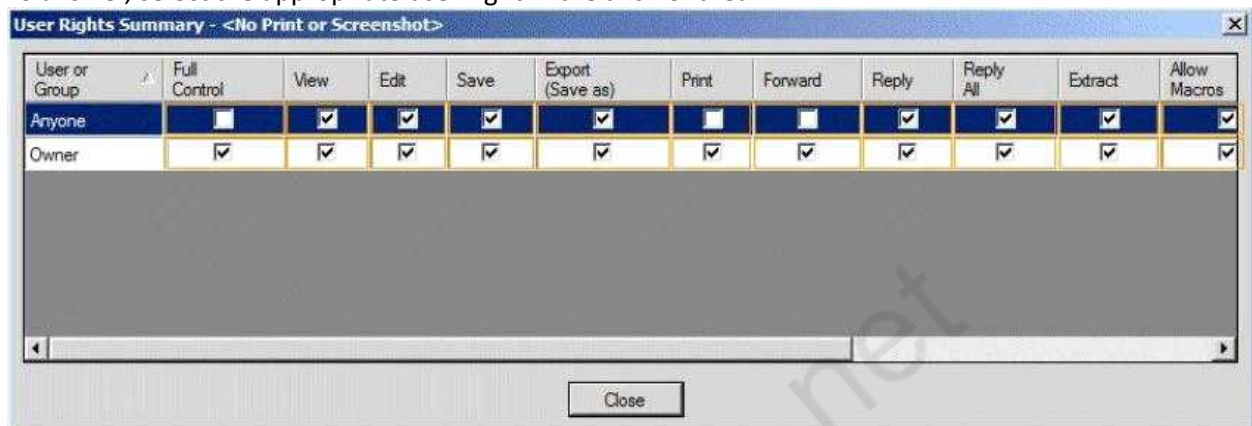 User Rights Summary - <No Print or Screenshot>
User or Group Full Control View Edit Save Export (Save as) Print Forward Reply Reply All Extract Allow Macros
Anyone
Owner
Close
net